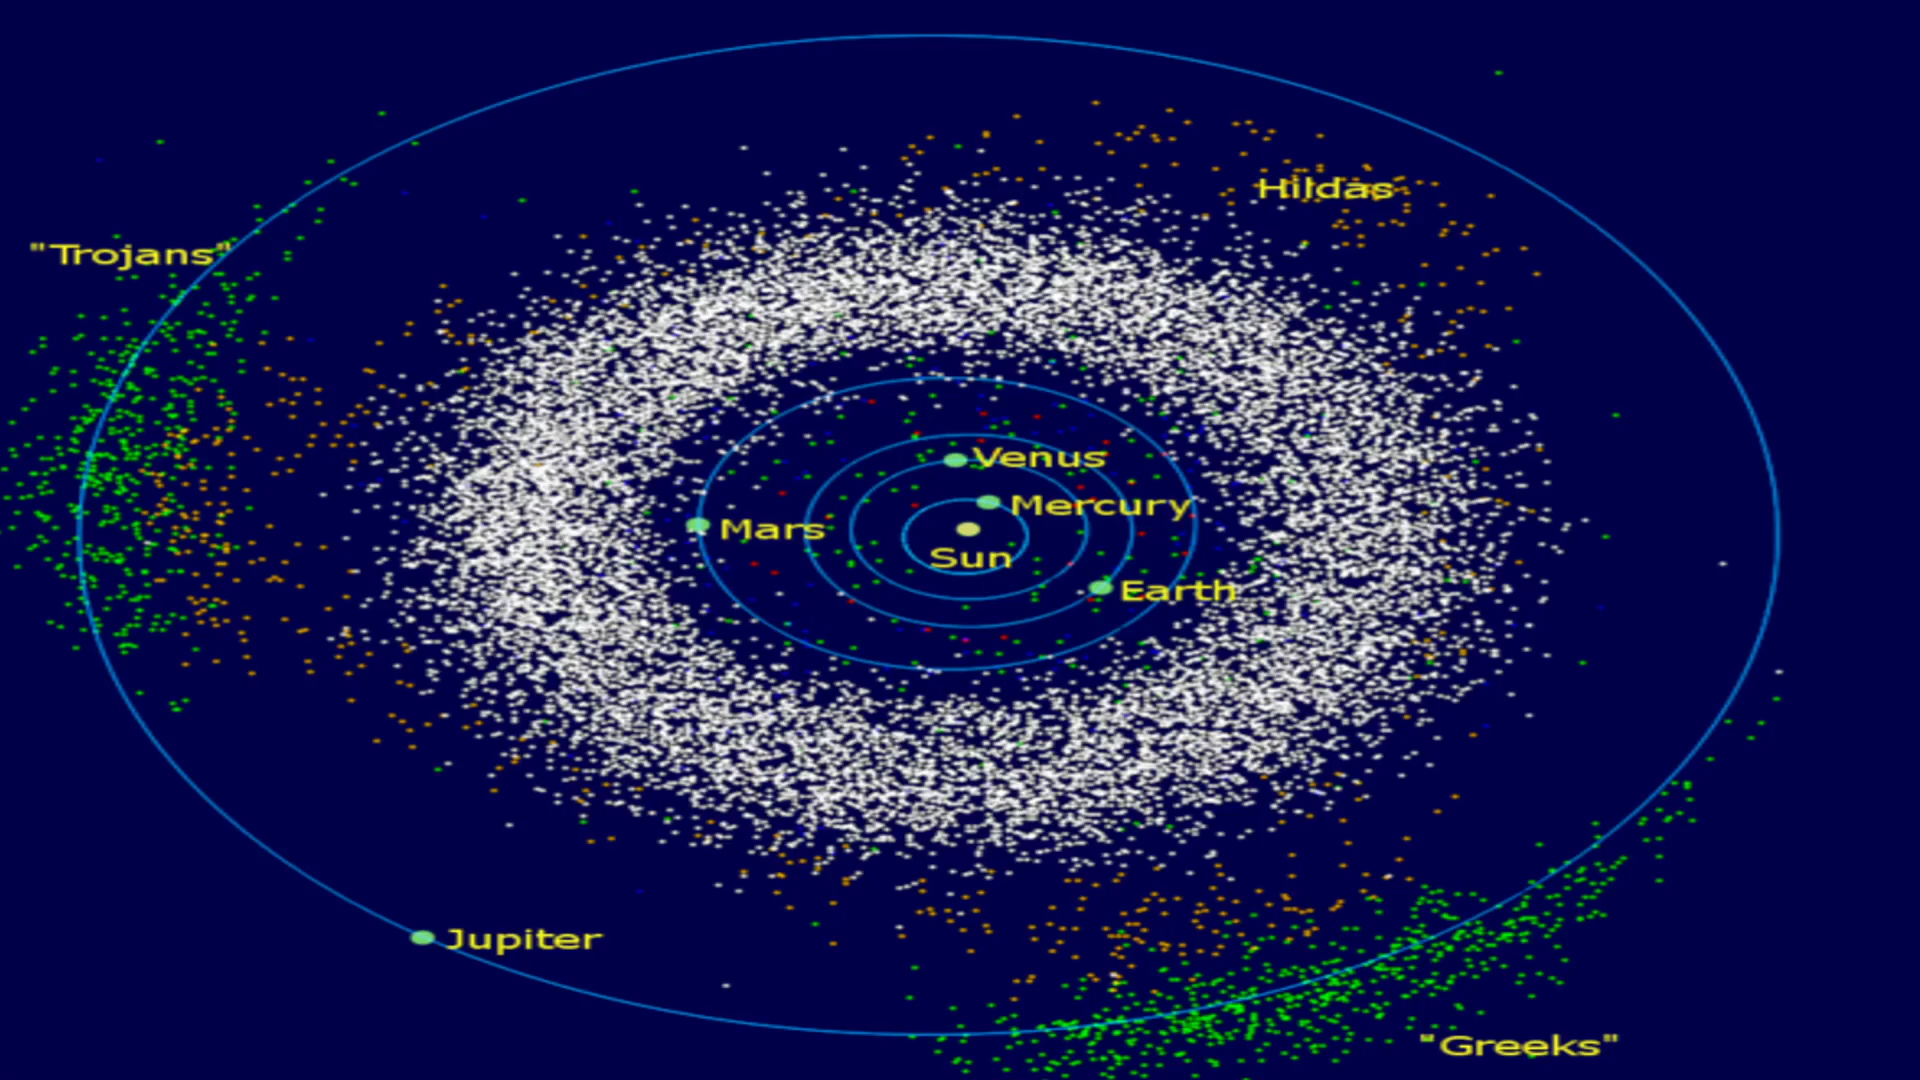 Hildas
"Trojans"
Venus
Mercury
Mars
Sun
Earth
Jupiter
"Greeks"